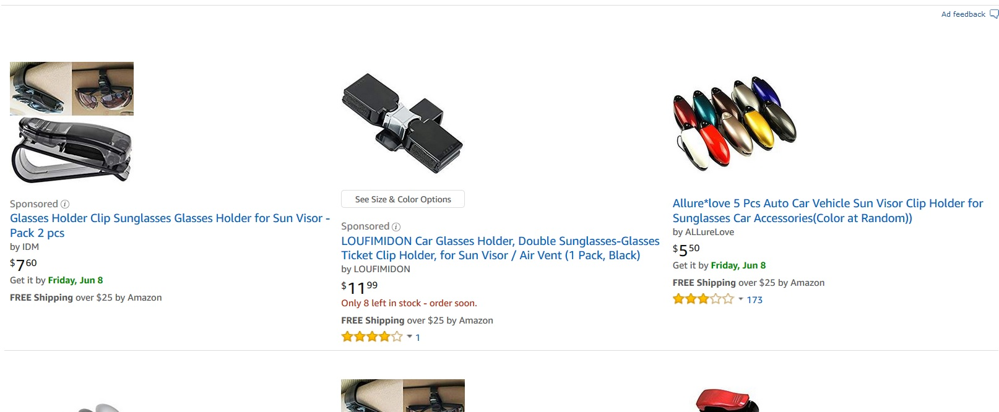 Ad feedback
Sponsored
Glasses Holder Clip Sunglasses Glasses Holder for Sun Visor -
Pack 2 pcs
by IDM
$7 60
Get it by Friday, Jun 8
FREE Shipping over $25 by Amazon
See Size & Color Options
Sponsored
LOUFIMIDON Car Glasses Holder, Double Sunglasses-Glasses
Ticket Clip Holder, for Sun Visor / Air Vent (1 Pack, Black)
by LOUFIMIDON
$11 99
Only 8 left in stock - order soon.
FREE Shipping over $25 by Amazon
1
Allure*love 5 Pcs Auto Car Vehicle Sun Visor Clip Holder for
Sunglasses Car Accessories(Color at Random))
by ALLureLove
$5 50
Get it by Friday, Jun 8
FREE Shipping over $25 by Amazon
173